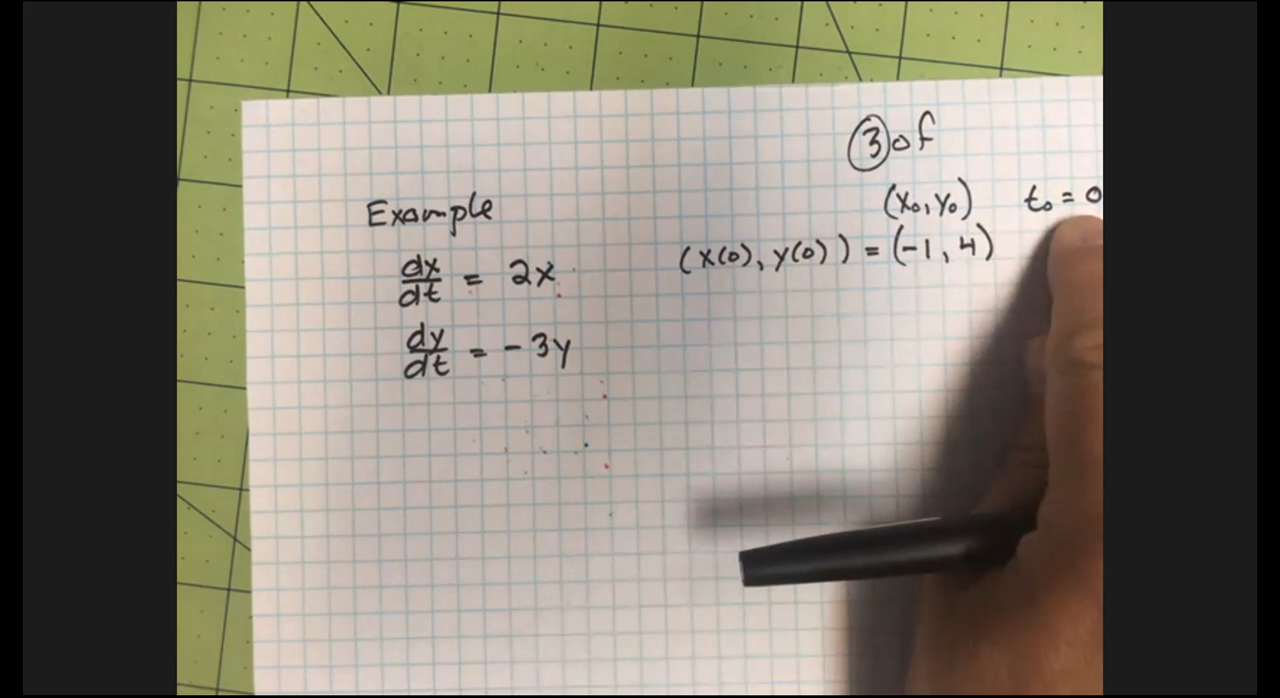 ③ of
(x₀, y₀) t₀ = 0
Example
(x(0), y(0)) = (-1, 4)
dx/dt = 2x
dy/dt = -3y